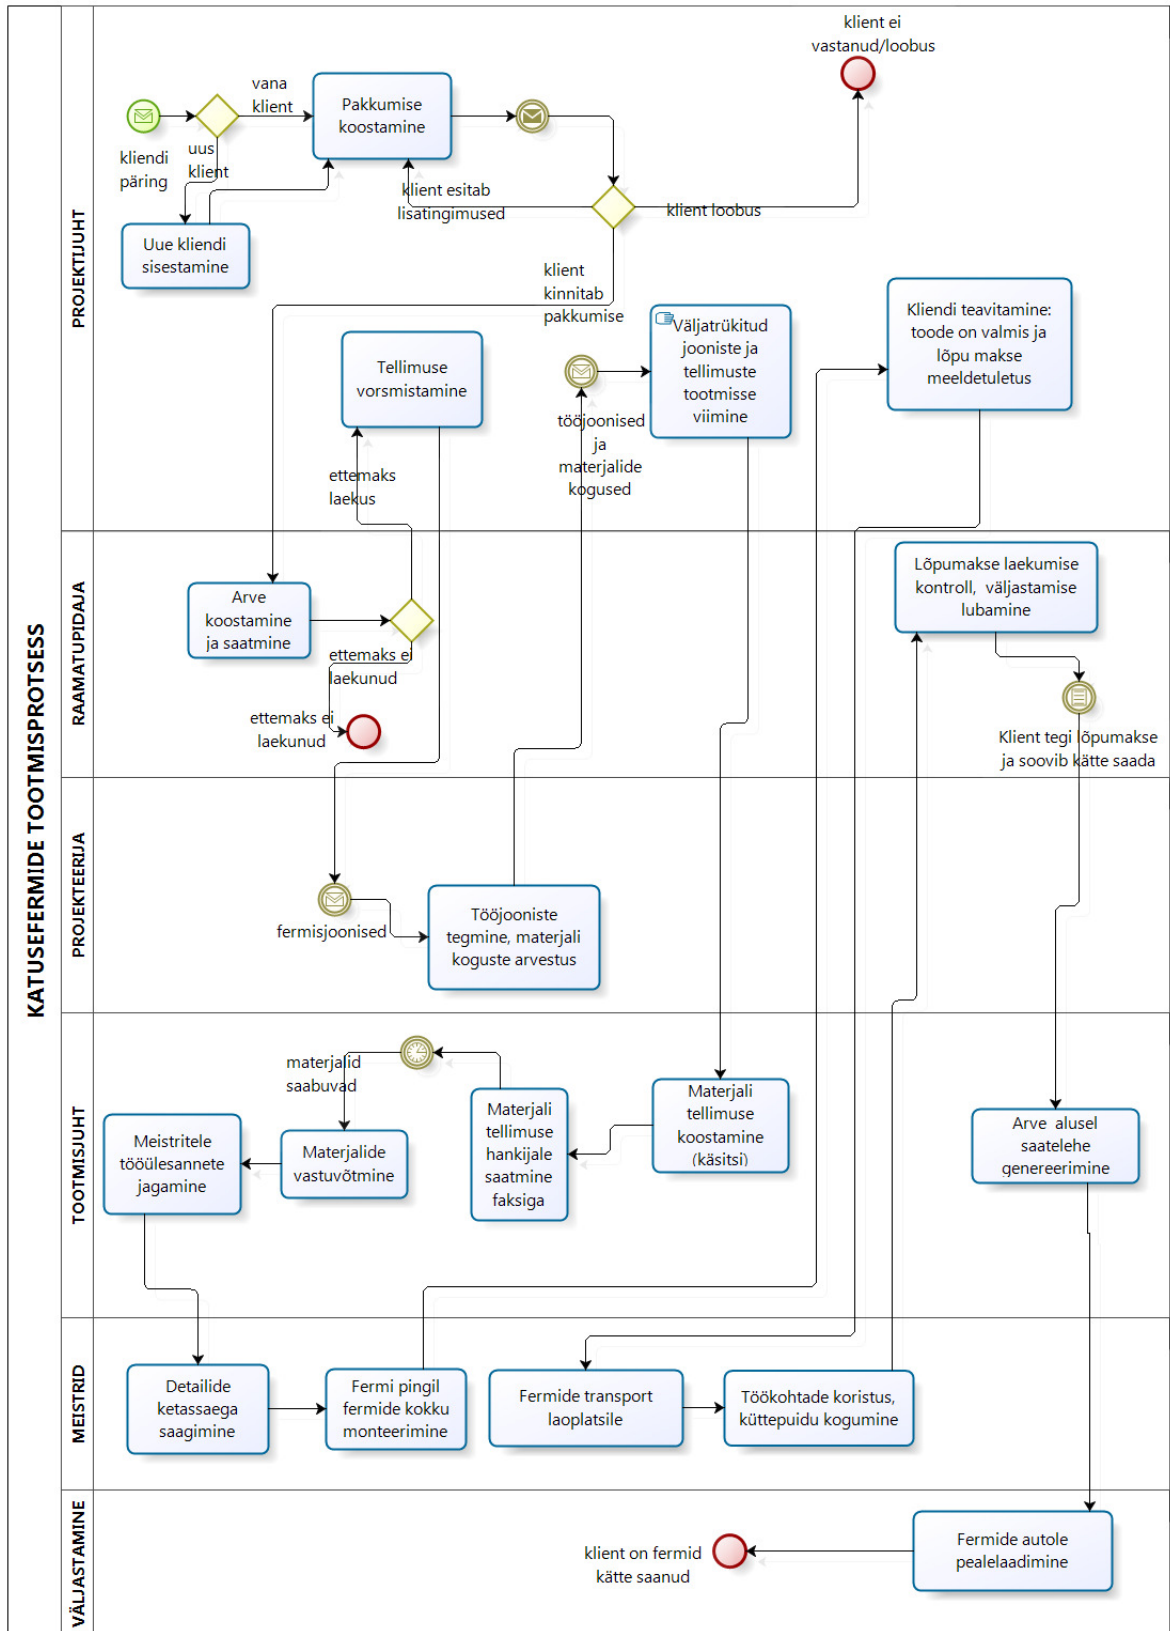 KATUSEFERMIDE TOOTMISPROTSESS
PROJEKTIJUHT
klient ei
vastanud/loobus
vana
klient
Pakkumise
koostamine
kliendi
päring
uus
klient
klient esitab
lisatingimused
klient loobus
Uue kliendi
sisestamine
klient
kinnitab
pakkumise
Kliendi teavitamine:
toode on valmis ja
lõpu makse
meeldetuletus
Väljatrükitud
jooniste ja
tellimuste
tootmisse
viimine
Tellimuse
vorsmistamine
tööjoonised
ja
materjalide
kogused
ettemaks
laekus
RAAMATUPIDAJA
Lõpumakse laekumise
kontroll, väljastamise
lubamine
Arve
koostamine
ja saatmine
ettemaks ei
laekunud
ettemaks ei
laekunud
Klient tegi lõpumakse
ja soovib kätte saada
PROJEKTEERIJA
fermisjoonised
Tööjooniste
tegmine, materjali
koguste arvestus
TOOTMISJUHT
materjalid
saabuvad
Materjali
tellimuse
hankijale
saatmine
faksiga
Materjali
tellimuse
koostamine
(käsitsi)
Meistritele
tööülesannete
jagamine
Materjalide
vastuvõtmine
Arve alusel
saatelehe
genereerimine
MEISTRID
Detailide
ketassaega
saagimine
Fermi pingil
fermide kokku
monteerimine
Fermide transport
laoplatsile
Töökohtade koristus,
küttepuidu kogumine
VÄLJASTAMINE
klient on fermid
kätte saanud
Fermide autole
pealelaadimine